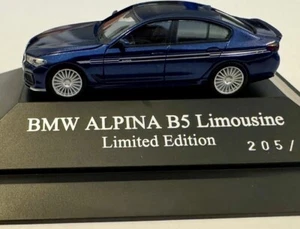 BMW ALPINA B5 Limousine
Limited Edition
205/